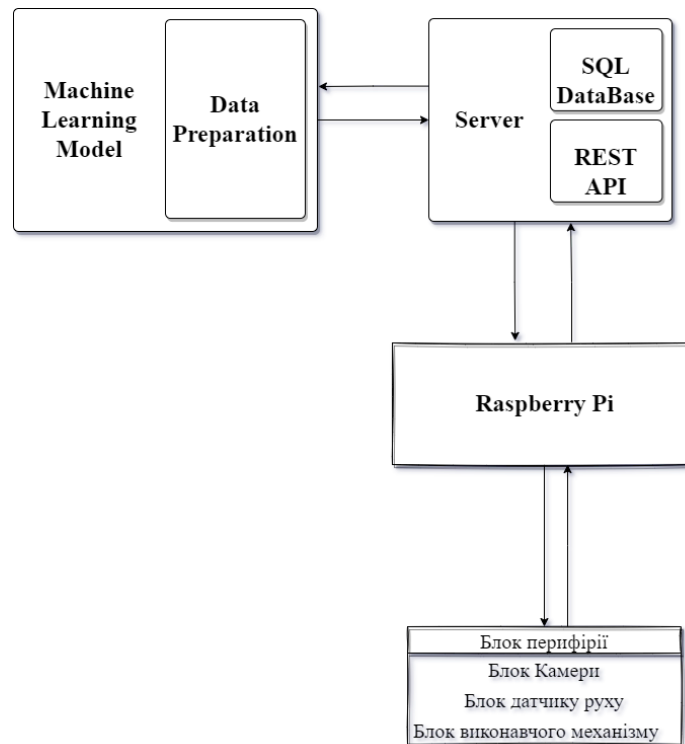 Machine
Learning
Model
Data
Preparation
Server
SQL
DataBase
REST
API
Raspberry Pi
Блок перифірії
Блок Камери
Блок датчику руху
Блок виконавчого механізму